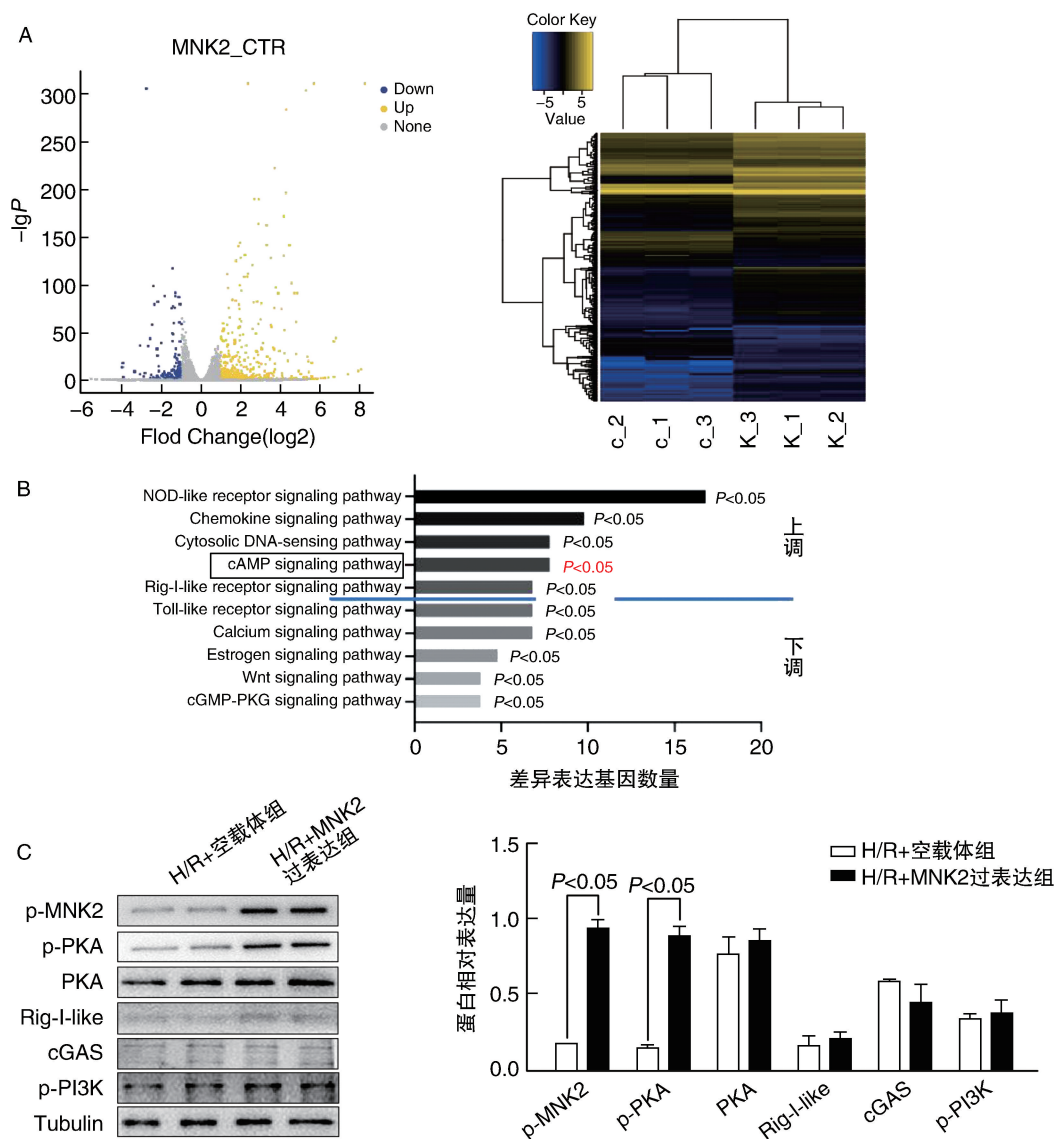 A
MNK2_CTR
Down
Up
None
300
250
200
150
100
50
0
−lgP
−6 −4 −2 0 2 4 6 8
Flod Change(log2)
Color Key
−5 5
Value
c_2 c_1 c_3 K_3 K_1 K_2
B
NOD-like receptor signaling pathway P<0.05
Chemokine signaling pathway P<0.05
Cytosolic DNA-sensing pathway P<0.05
cAMP signaling pathway P<0.05
Rig-I-like receptor signaling pathway P<0.05
Toll-like receptor signaling pathway P<0.05
Calcium signaling pathway P<0.05
Estrogen signaling pathway P<0.05
Wnt signaling pathway P<0.05
cGMP-PKG signaling pathway P<0.05
上调
下调
0 5 10 15 20
差异表达基因数量
C
H/R+空载体组
H/R+MNK2
过表达组
p-MNK2
p-PKA
PKA
Rig-I-like
cGAS
p-PI3K
Tubulin
蛋白相对表达量
1.5
1.0
0.5
0.0
P<0.05
P<0.05
H/R+空载体组
H/R+MNK2过表达组
p-MNK2
p-PKA
PKA
Rig-I-like
cGAS
p-PI3K